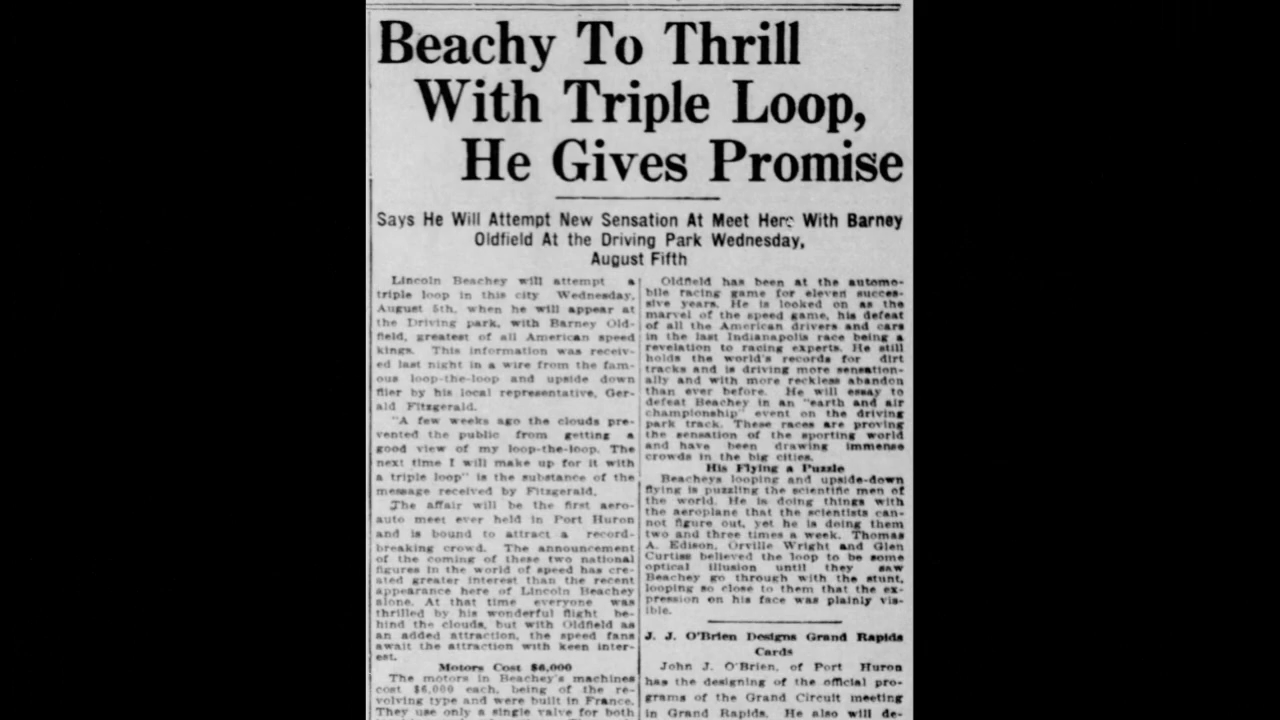 Beachy To Thrill
With Triple Loop,
He Gives Promise
Says He Will Attempt New Sensation At Meet Here With Barney
Oldfield At the Driving Park Wednesday,
August Fifth
Lincoln Beachey will attempt a
triple loop in this city Wednesday,
August 5th, when he will appear at
the Driving park, with Barney Old-
field, greatest of all American speed
kings. This information was receiv-
ed last night in a wire from the fam-
ous loop-the-loop and upside down
flier by his local representative, Ger-
ald Fitzgerald.
"A few weeks ago the clouds pre-
vented the public from getting a
good view of my loop-the-loop. The
next time I will make up for it with
a triple loop" is the substance of the
message received by Fitzgerald.
The affair will be the first aero-
auto meet ever held in Port Huron
and is bound to attract a record-
breaking crowd. The announcement
of the coming of these two national
figures in the world of speed has cre-
ated greater interest than the recent
appearance here of Lincoln Beachey
alone. At that time everyone was
thrilled by his wonderful flight be-
hind the clouds, but with Oldfield as
an added attraction, the speed fans
await the attraction with keen inter-
est.
Motors Cost $6,000
The motors in Beachey's machines
cost $6,000 each, being of the re-
volving type and were built in France.
They use only a single valve for both
Oldfield has been at the automo-
bile racing game for eleven succes-
sive years. He is looked on as the
marvel of the speed game, his defeat
of all the American drivers and cars
in the last Indianapolis race being a
revelation to racing experts. He still
holds the world's records for dirt
tracks and is driving more sensation-
ally and with more reckless abandon
than ever before. He will essay to
defeat Beachey in an "earth and air
championship" event on the driving
park track. These races are proving
the sensation of the sporting world
and have been drawing immense
crowds in the big cities.
His Flying a Puzzle
Beacheys looping and upside-down
flying is puzzling the scientific men of
the world. He is doing things with
the aeroplane that the scientists can-
not figure out, yet he is doing them
two and three times a week. Thomas
A. Edison, Orville Wright and Glen
Curtiss believed the loop to be some
optical illusion until they saw
Beachey go through with the stunt,
looping so close to them that the ex-
pression on his face was plainly vis-
ible.
J. J. O'Brien Designs Grand Rapids
Cards
John J. O'Brien, of Port Huron
has the designing of the official pro-
grams of the Grand Circuit meeting
in Grand Rapids. He also will de-